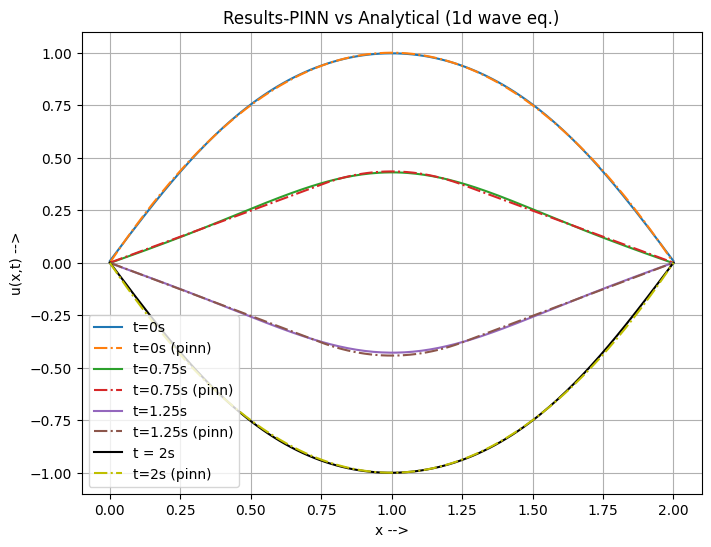 Results-PINN vs Analytical (1d wave eq.)
u(x,t) -->
1.00
0.75
0.50
0.25
0.00
−0.25
−0.50
−0.75
−1.00
t=0s
t=0s (pinn)
t=0.75s
t=0.75s (pinn)
t=1.25s
t=1.25s (pinn)
t = 2s
t=2s (pinn)
0.00 0.25 0.50 0.75 1.00 1.25 1.50 1.75 2.00
x -->